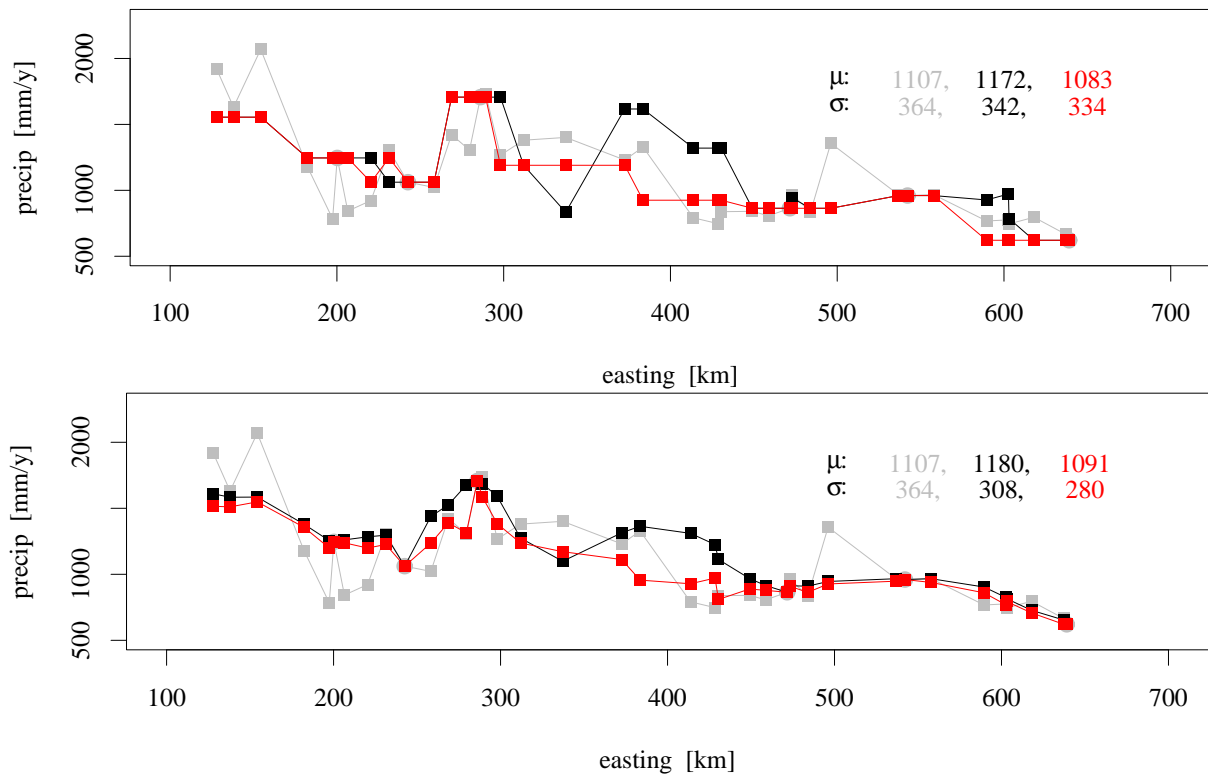 precip [mm/y]
2000
1000
500
μ: 1107, 1172, 1083
σ: 364, 342, 334
100 200 300 400 500 600 700
easting [km]
precip [mm/y]
2000
1000
500
μ: 1107, 1180, 1091
σ: 364, 308, 280
100 200 300 400 500 600 700
easting [km]